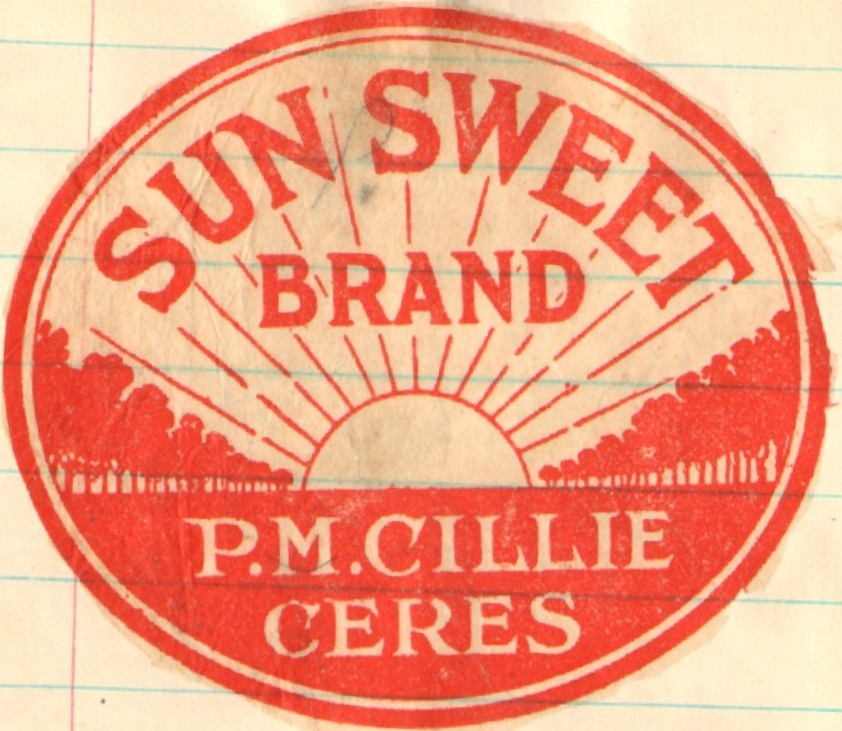 SUN SWEET
BRAND
P.M.CILLIE
CERES